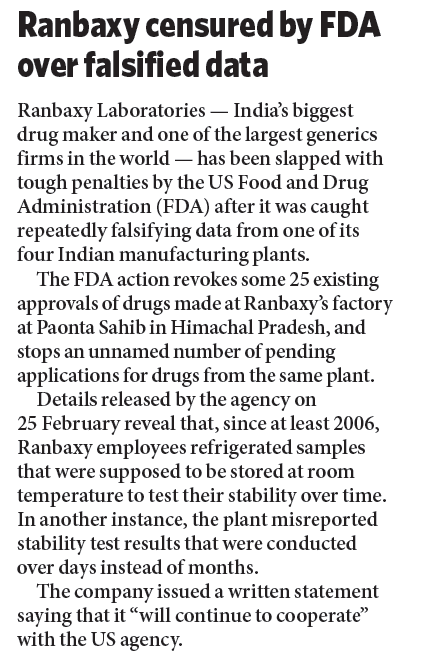 Ranbaxy censured by FDA
over falsified data
Ranbaxy Laboratories — India's biggest
drug maker and one of the largest generics
firms in the world — has been slapped with
tough penalties by the US Food and Drug
Administration (FDA) after it was caught
repeatedly falsifying data from one of its
four Indian manufacturing plants.
The FDA action revokes some 25 existing
approvals of drugs made at Ranbaxy's factory
at Paonta Sahib in Himachal Pradesh, and
stops an unnamed number of pending
applications for drugs from the same plant.
Details released by the agency on
25 February reveal that, since at least 2006,
Ranbaxy employees refrigerated samples
that were supposed to be stored at room
temperature to test their stability over time.
In another instance, the plant misreported
stability test results that were conducted
over days instead of months.
The company issued a written statement
saying that it “will continue to cooperate”
with the US agency.